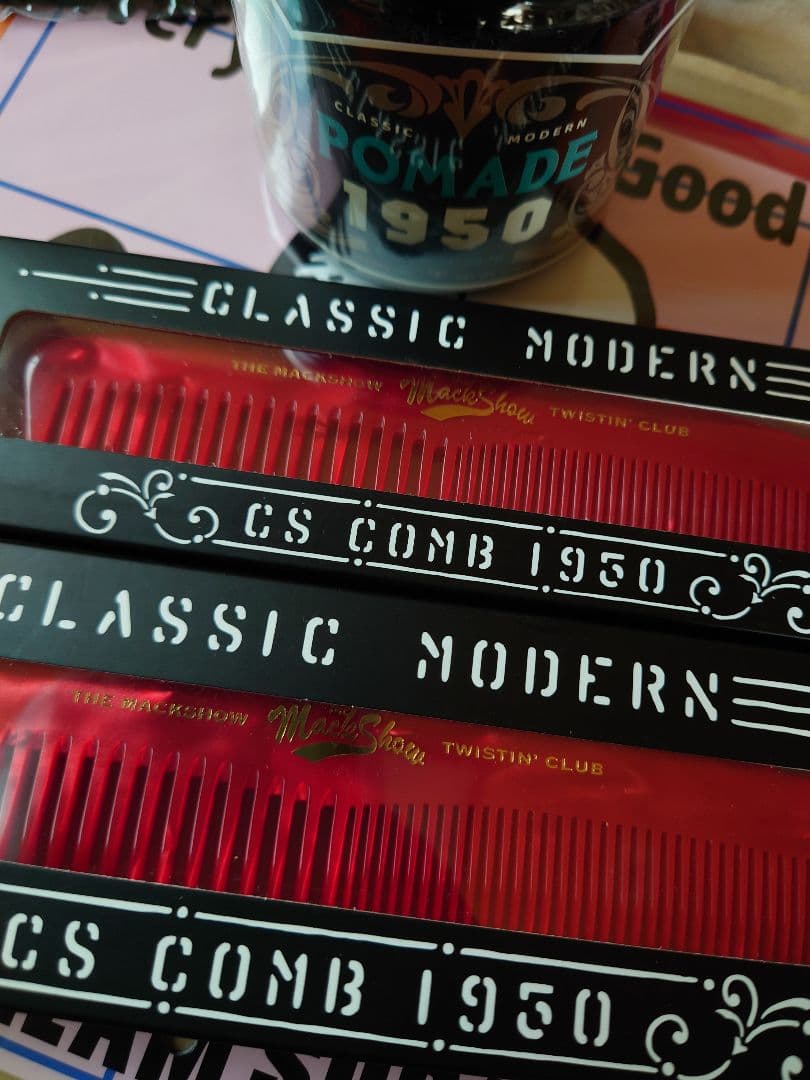 CLASSIC MODERN
POMADE
1950
Good
CLASSIC MODERN
THE MACKSHOW MackShow TWISTIN' CLUB
CS COMB 1950
CLASSIC MODERN
THE MACKSHOW MackShow TWISTIN' CLUB
CS COMB 1950